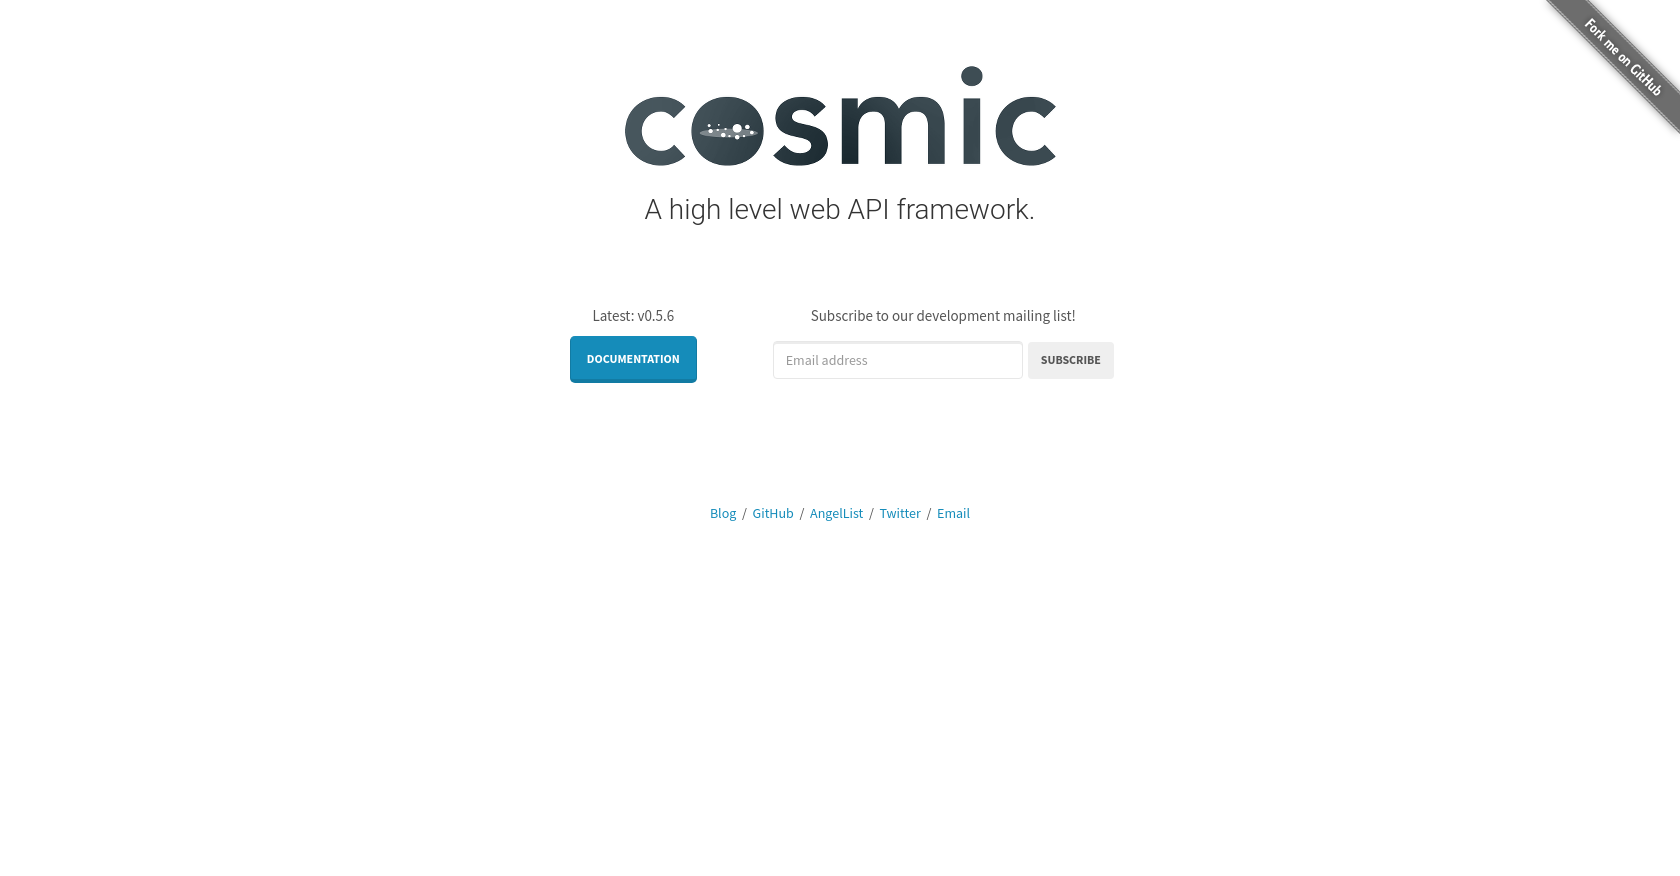 Fork me on GitHub
cosmic
A high level web API framework.
Latest: v0.5.6
DOCUMENTATION
Subscribe to our development mailing list!
Email address
SUBSCRIBE
Blog / GitHub / AngelList / Twitter / Email